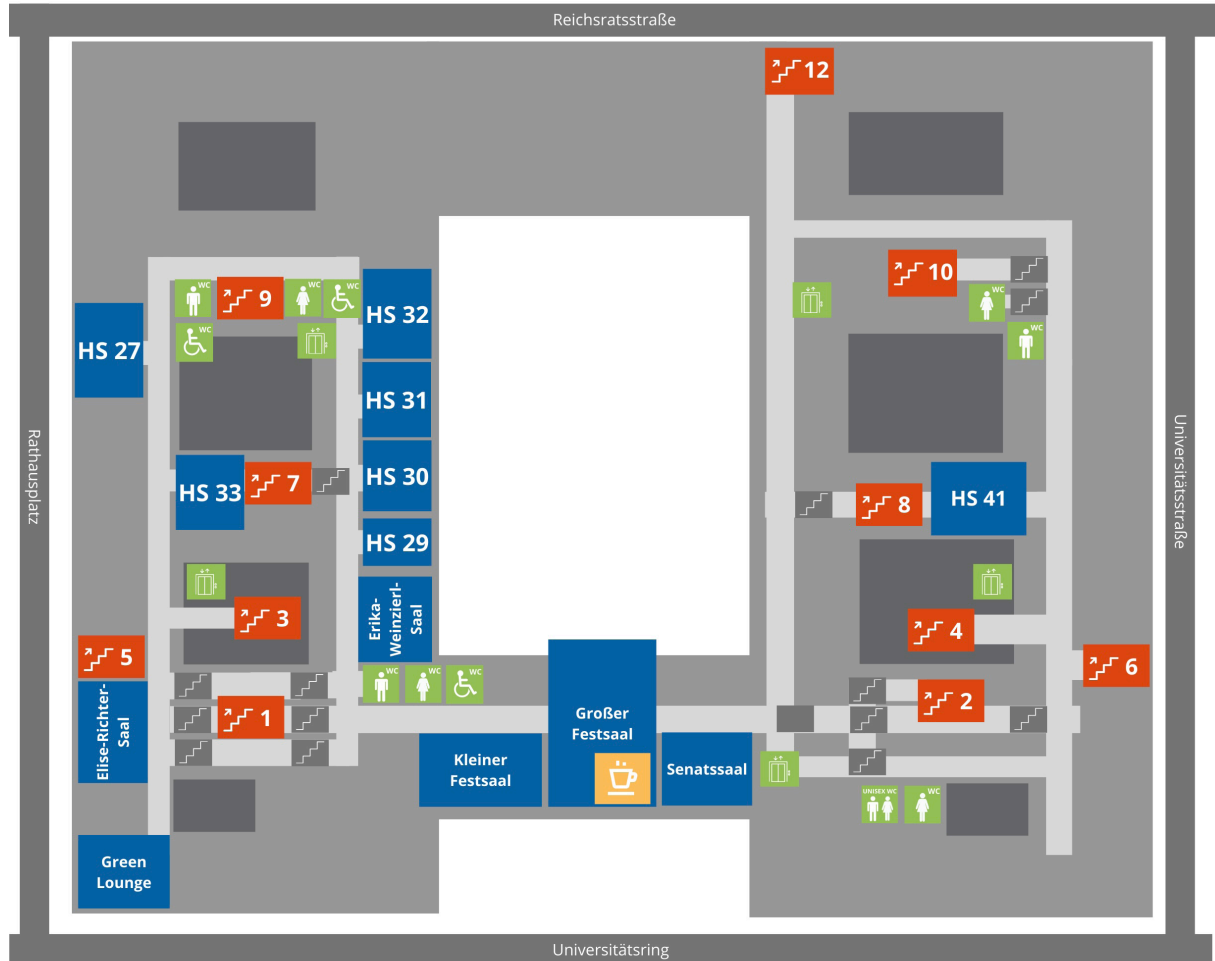 Reichsratsstraße
12
10
WC
9
WC
WC
HS 32
HS 27
WC
WC
WC
HS 31
Rathausplatz
Universitätsstraße
HS 33
7
HS 30
8
HS 41
HS 29
Erika-
Weinzierl-
Saal
3
4
5
6
WC
WC
WC
Elise-Richter-
Saal
1
2
Großer
Festsaal
Kleiner
Festsaal
Senatssaal
UNISEX WC
WC
Green
Lounge
Universitätsring